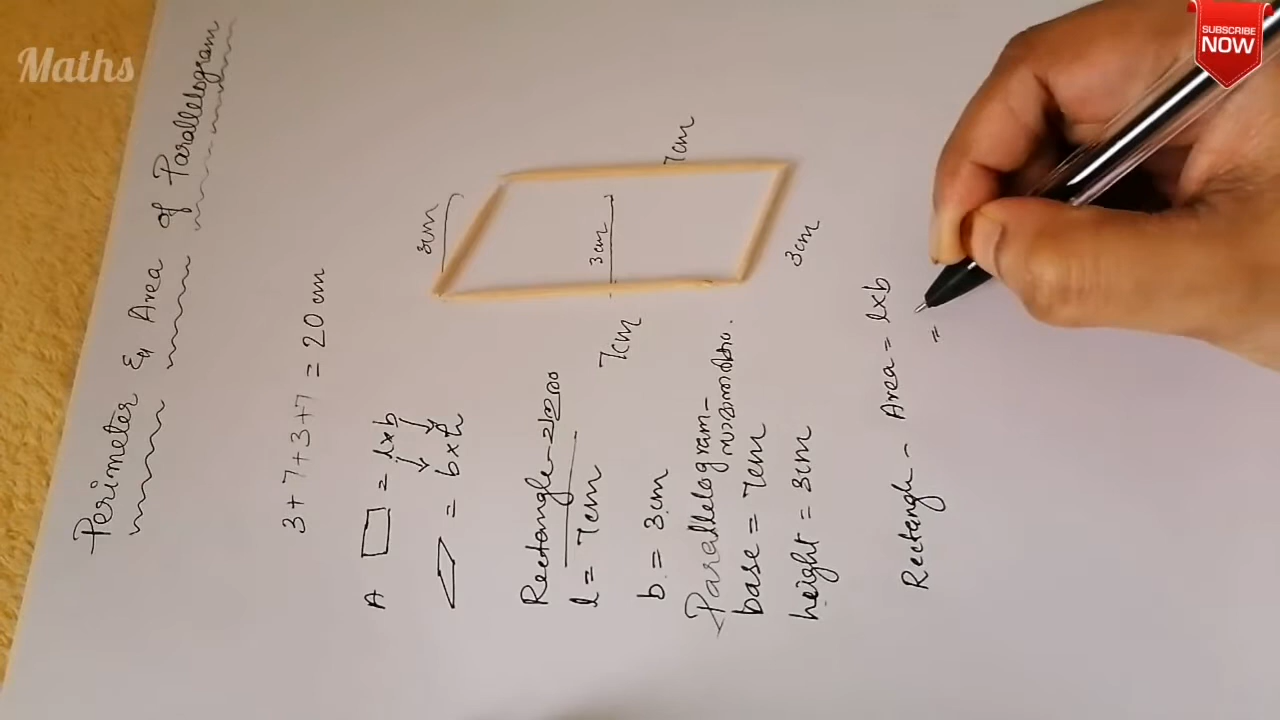 Maths
SUBSCRIBE
NOW
Perimeter & Area of Parallelogram
3+7+3+7 = 20 cm
A = l×b
= b×h
3cm
7cm
3cm
3cm
7cm
Rectangle-
l = 7cm
b = 3cm
Parallelogram-
base = 7cm
height = 3cm
Rectangle - Area = l×b
=